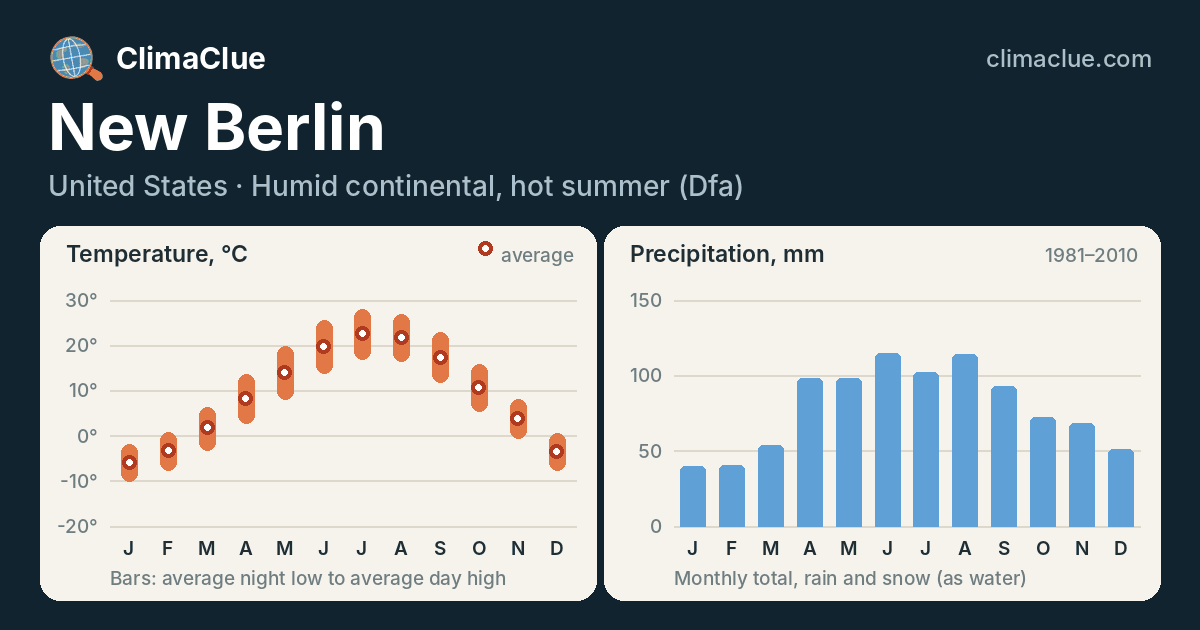 ClimaClue
climaclue.com
New Berlin
United States · Humid continental, hot summer (Dfa)
Temperature, °C
average
30°
20°
10°
0°
-10°
-20°
J F M A M J J A S O N D
Bars: average night low to average day high
Precipitation, mm
1981–2010
150
100
50
0
J F M A M J J A S O N D
Monthly total, rain and snow (as water)